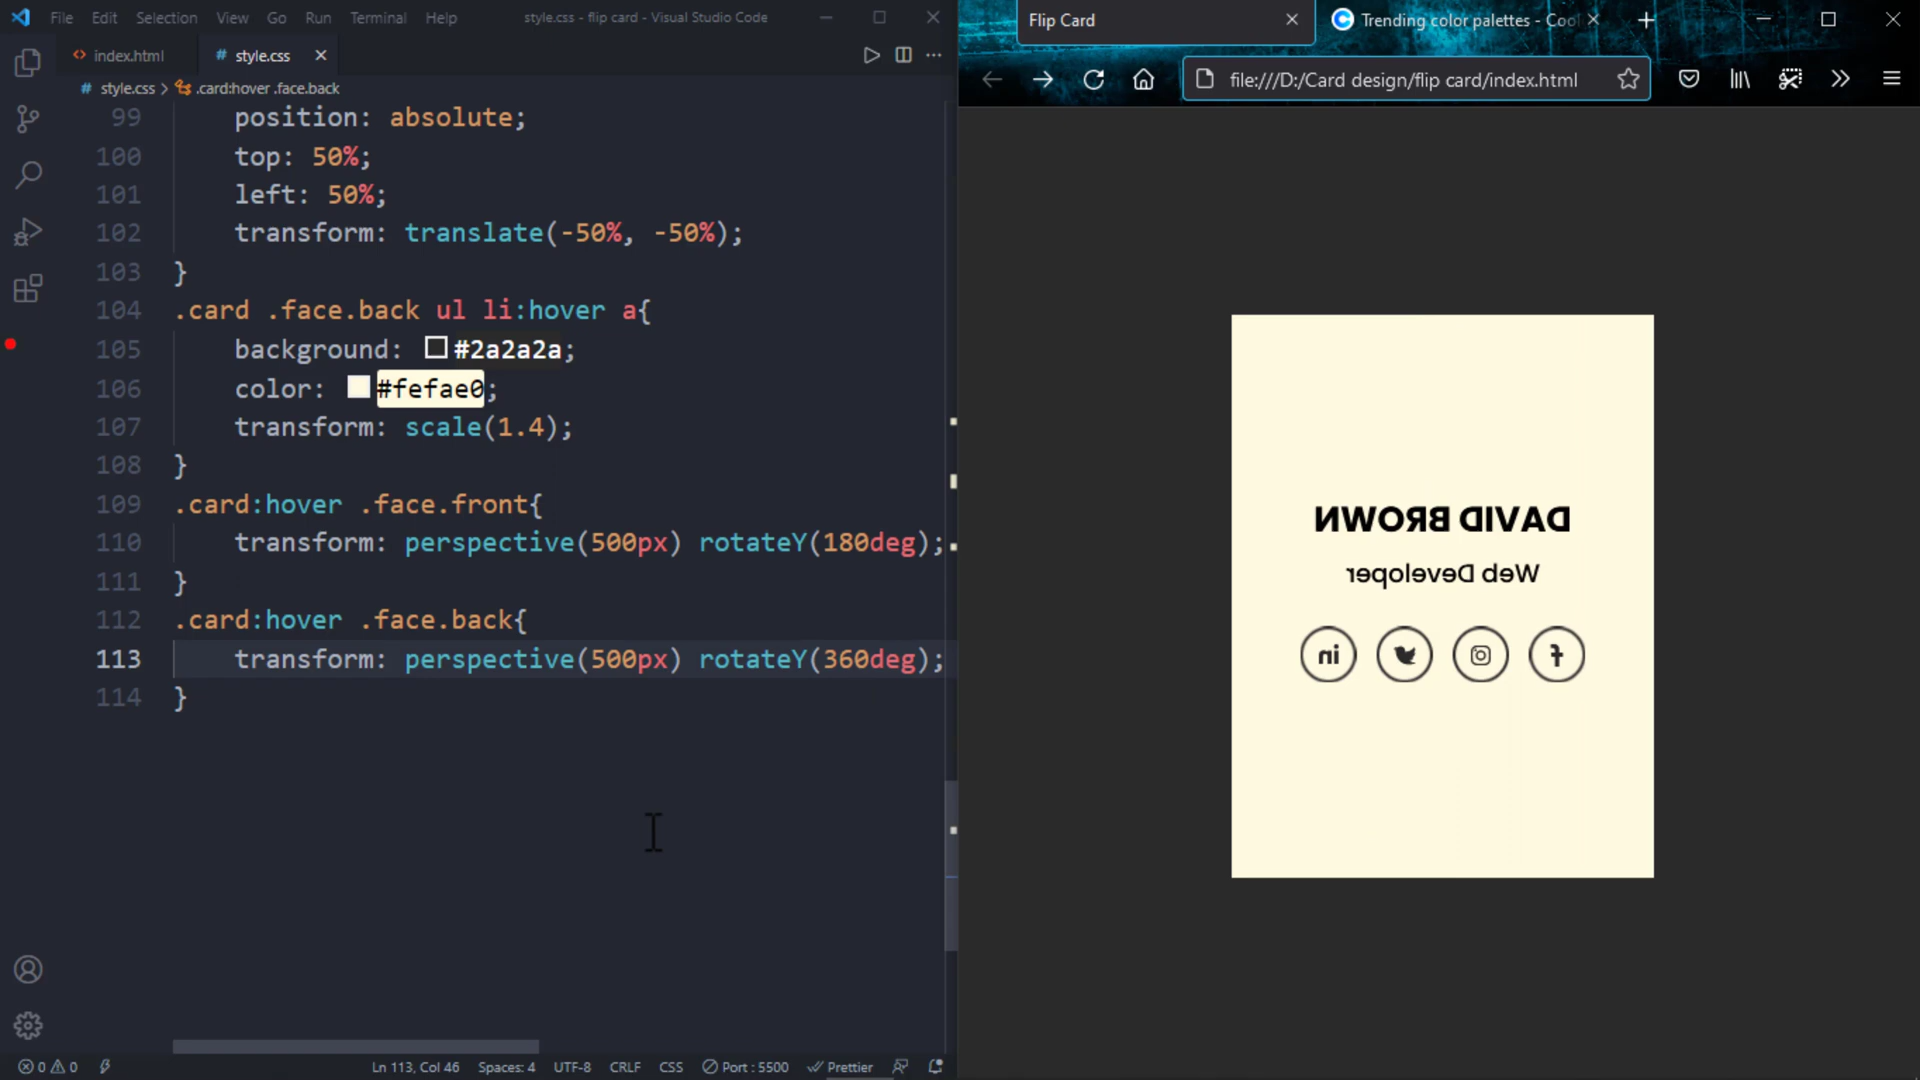 File Edit Selection View Go Run Terminal Help
style.css - flip card - Visual Studio Code
index.html
# style.css
# style.css > .card:hover .face.back
99 position: absolute;
100 top: 50%;
101 left: 50%;
102 transform: translate(-50%, -50%);
103 }
104 .card .face.back ul li:hover a{
105 background: #2a2a2a;
106 color: #fefae0;
107 transform: scale(1.4);
108 }
109 .card:hover .face.front{
110 transform: perspective(500px) rotateY(180deg);
111 }
112 .card:hover .face.back{
113 transform: perspective(500px) rotateY(360deg);
114 }
0 0
Ln 113, Col 46 Spaces: 4 UTF-8 CRLF CSS Port : 5500 Prettier
Flip Card
Trending color palettes - Coo
file:///D:/Card design/flip card/index.html
DAVID BROWN
Web Developer
in f